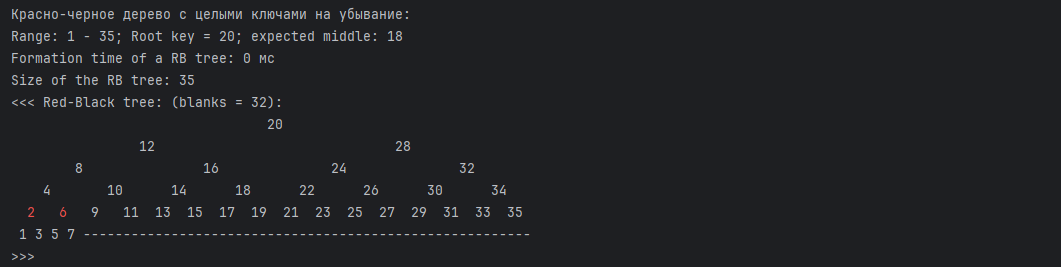 Красно-черное дерево с целыми ключами на убывание:
Range: 1 - 35; Root key = 20; expected middle: 18
Formation time of a RB tree: 0 мс
Size of the RB tree: 35
<<< Red-Black tree: (blanks = 32):
20
12 28
8 16 24 32
4 10 14 18 22 26 30 34
2 6 9 11 13 15 17 19 21 23 25 27 29 31 33 35
1 3 5 7 --------------------------------------------------------
>>>